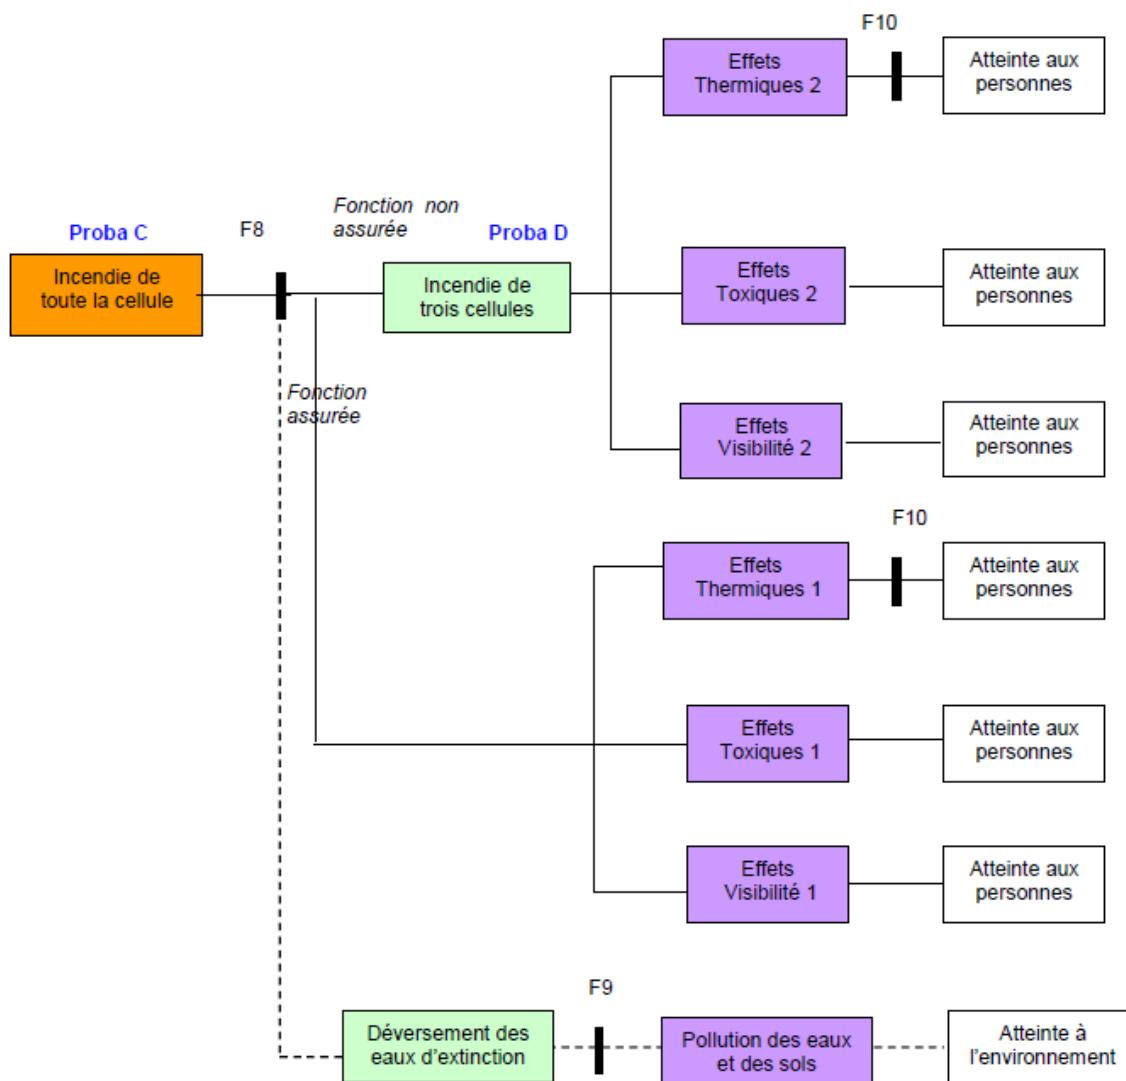 F10
Effets
Thermiques 2
Atteinte aux
personnes
Fonction non
assurée
Proba C
F8
Proba D
Incendie de
toute la cellule
Incendie de
trois cellules
Effets
Toxiques 2
Atteinte aux
personnes
Fonction
assurée
Effets
Visibilité 2
Atteinte aux
personnes
F10
Effets
Thermiques 1
Atteinte aux
personnes
Effets
Toxiques 1
Atteinte aux
personnes
Effets
Visibilité 1
Atteinte aux
personnes
F9
Déversement des
eaux d'extinction
Pollution des eaux
et des sols
Atteinte à
l'environnement